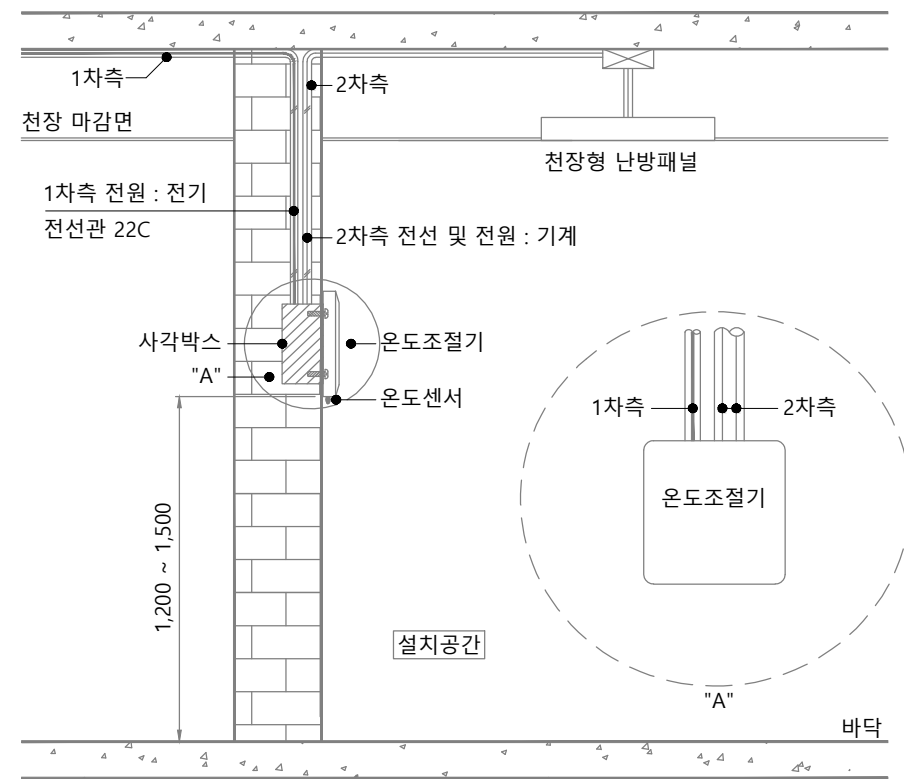 1차측
2차측
천장 마감면
천장형 난방패널
1차측 전원 : 전기
전선관 22C
2차측 전선 및 전원 : 기계
사각박스
온도조절기
"A"
온도센서
1차측
2차측
온도조절기
1,200 ~ 1,500
설치공간
"A"
바닥